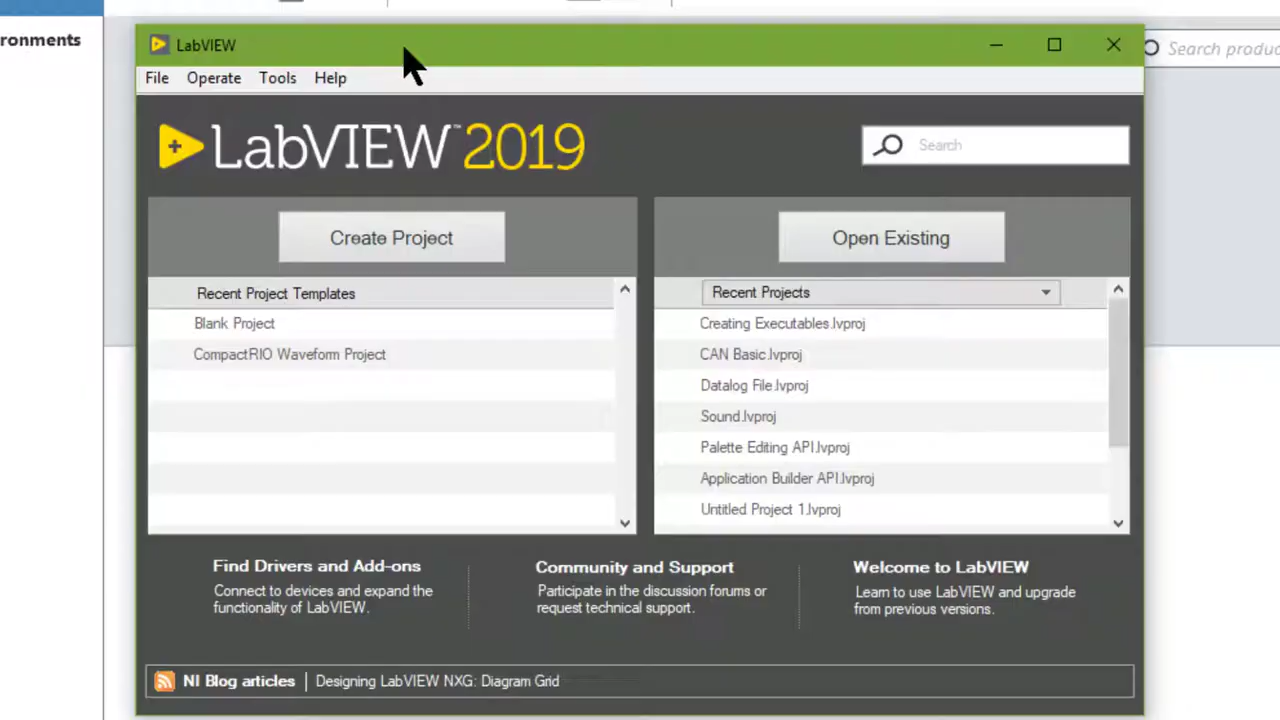 ronments
Search produc
LabVIEW
File Operate Tools Help
LabVIEW™ 2019
Search
Create Project
Open Existing
Recent Project Templates
Blank Project
CompactRIO Waveform Project
Recent Projects
Creating Executables.lvproj
CAN Basic.lvproj
Datalog File.lvproj
Sound.lvproj
Palette Editing API.lvproj
Application Builder API.lvproj
Untitled Project 1.lvproj
Find Drivers and Add-ons
Connect to devices and expand the
functionality of LabVIEW.
Community and Support
Participate in the discussion forums or
request technical support.
Welcome to LabVIEW
Learn to use LabVIEW and upgrade
from previous versions.
NI Blog articles | Designing LabVIEW NXG: Diagram Grid